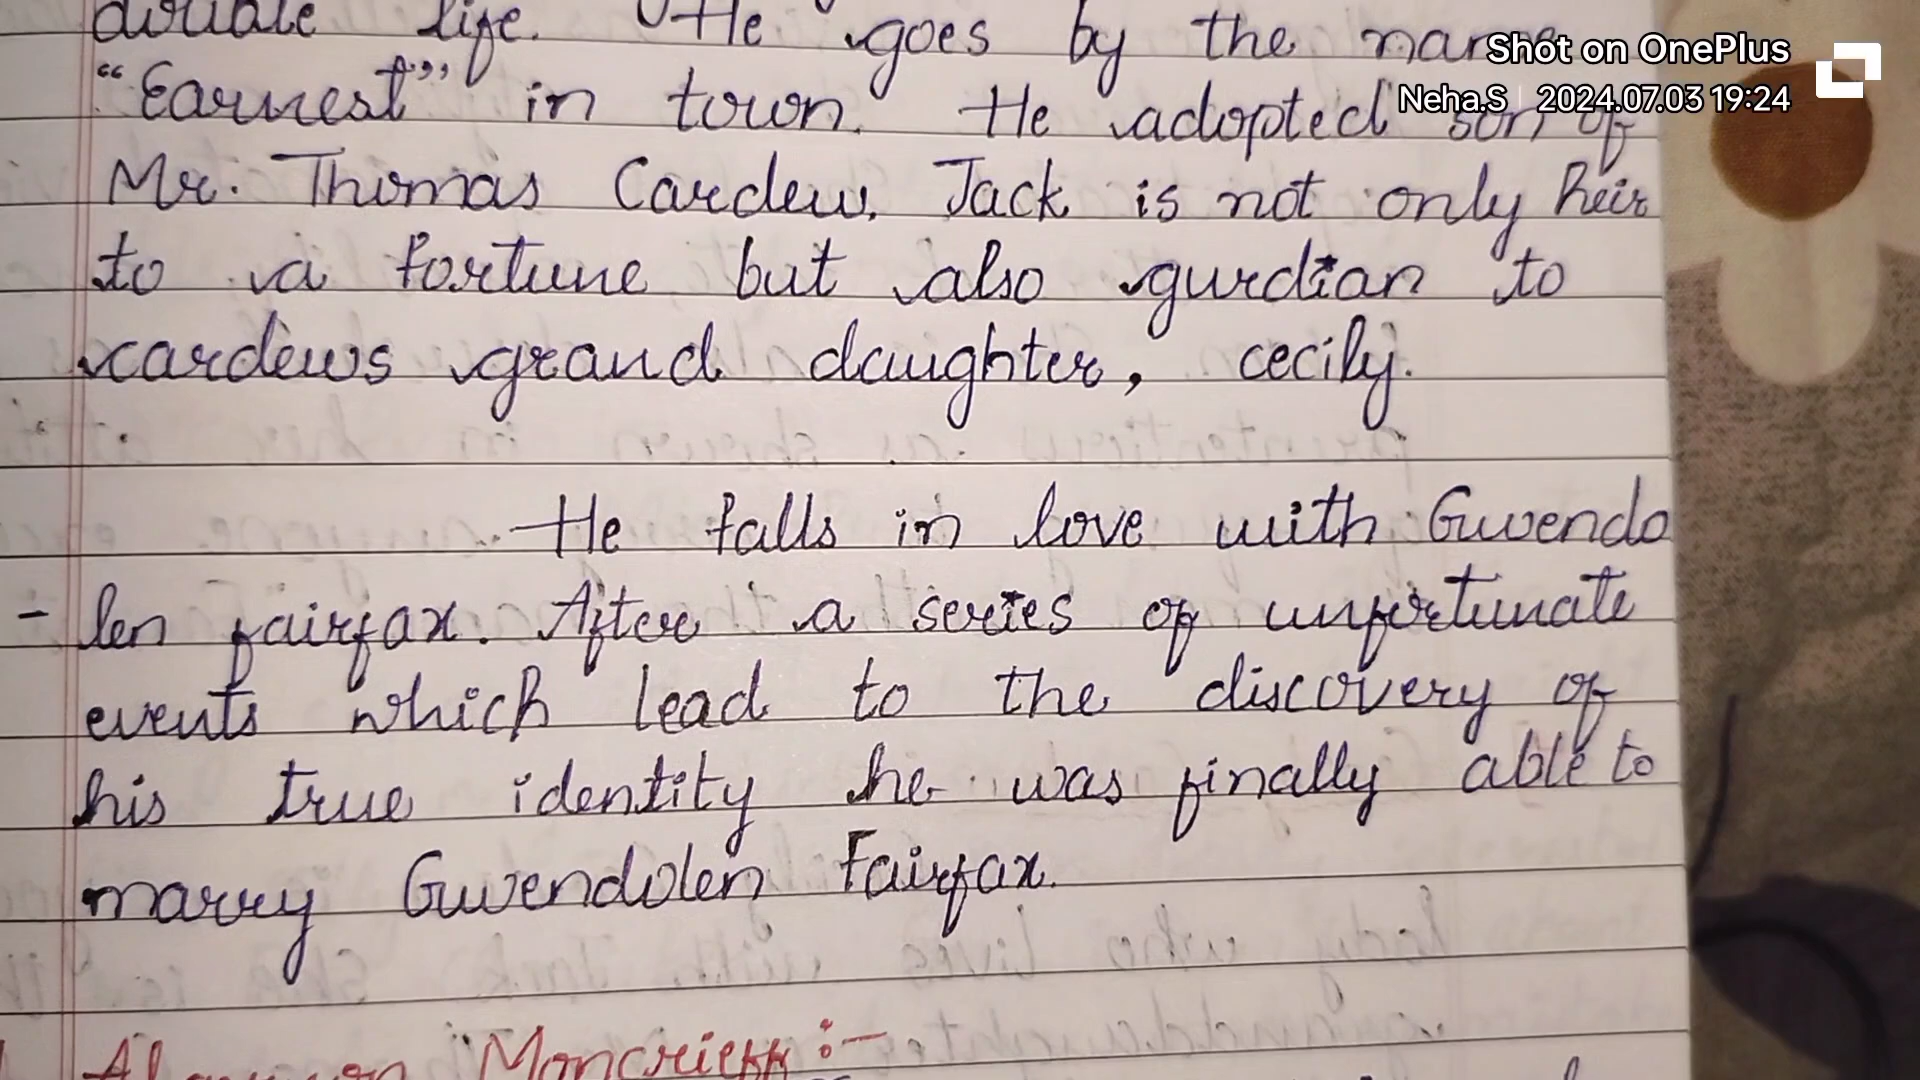 double life. He goes by the name
"Earnest" in town. He adopted son of
Mr. Thomas Cardew. Jack is not only heir
to a fortune but also gurdian to
cardews grand daughter, cecily.
He falls in love with Gwendo
- len fairfax. After a series of unfortunate
events which lead to the discovery of
his true identity he was finally able to
marry Gwendolen Fairfax.
Moncrieff :-
Shot on OnePlus
Neha.S | 2024.07.03 19:24